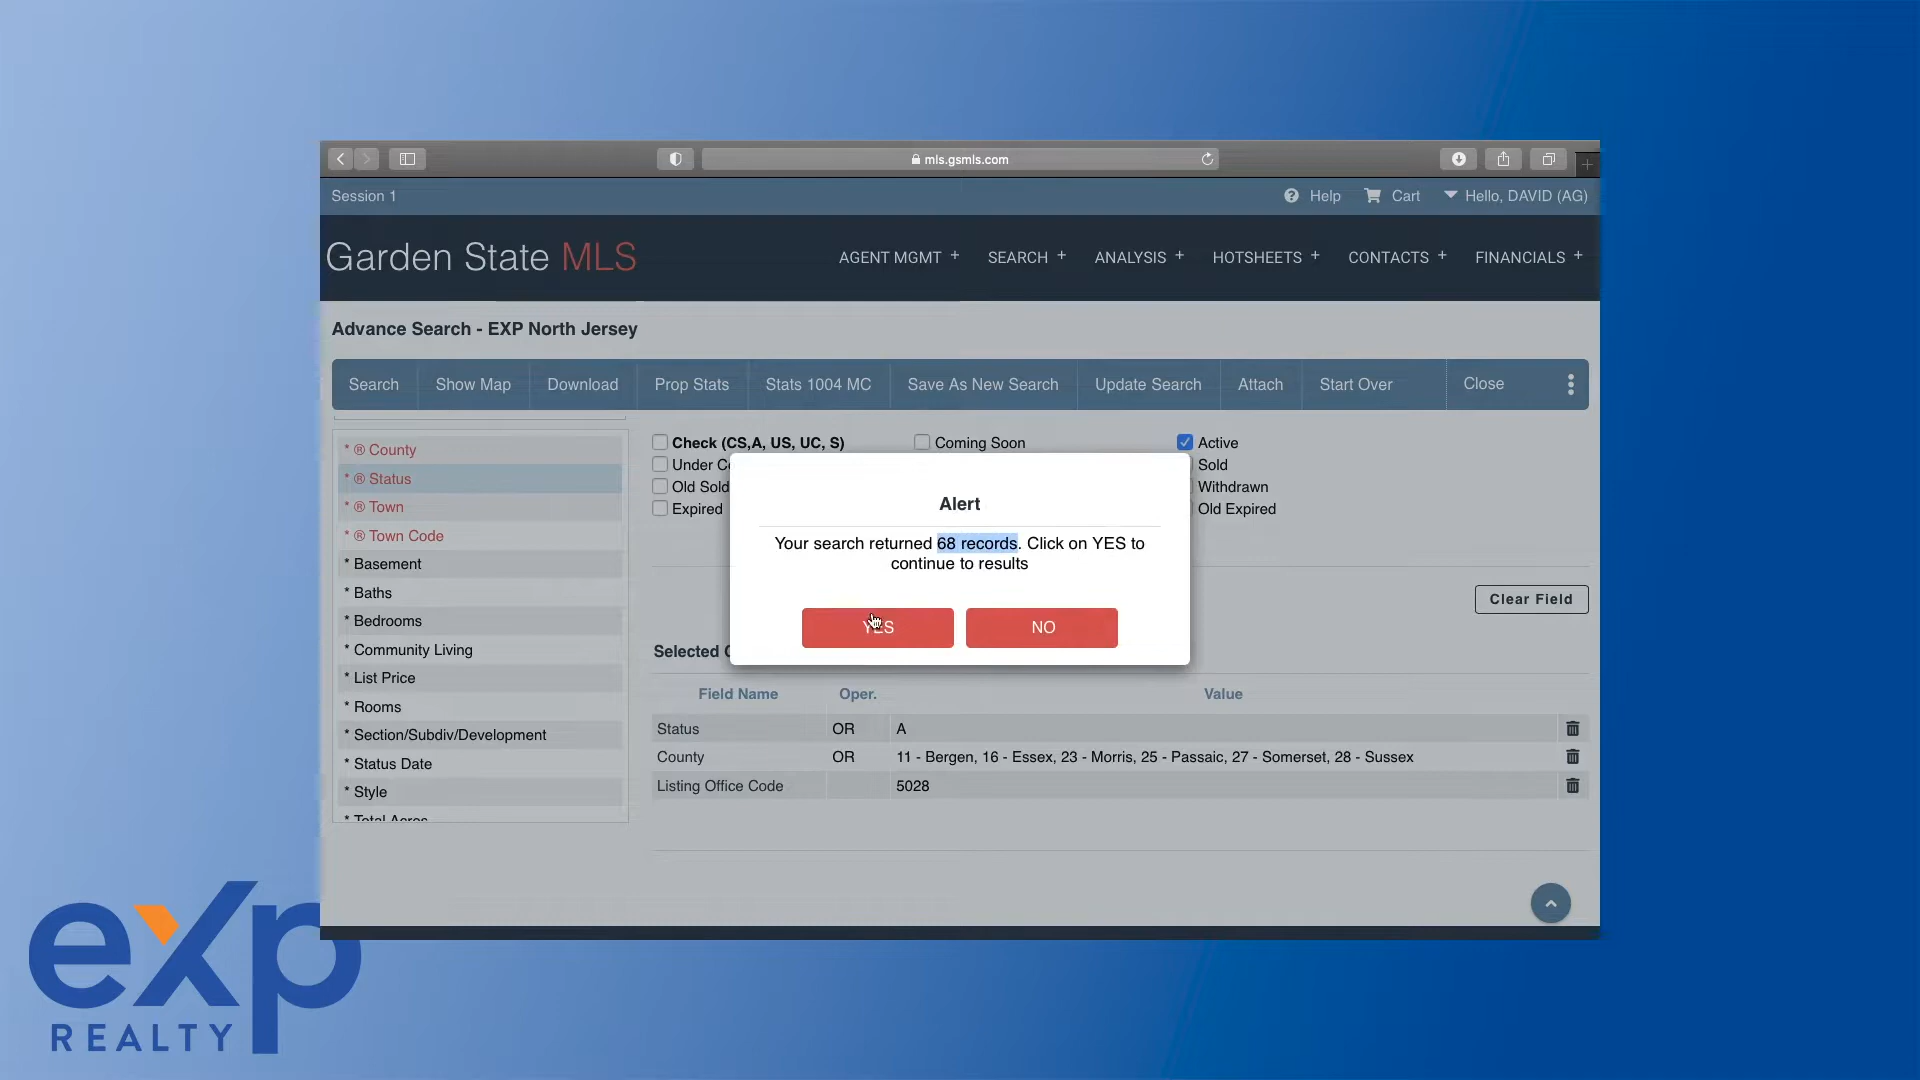 mls.gsmls.com
Session 1
Help
Cart
Hello, DAVID (AG)
Garden State MLS
AGENT MGMT +
SEARCH +
ANALYSIS +
HOTSHEETS +
CONTACTS +
FINANCIALS +
Advance Search - EXP North Jersey
Search
Show Map
Download
Prop Stats
Stats 1004 MC
Save As New Search
Update Search
Attach
Start Over
Close
* ® County
* ® Status
* ® Town
* ® Town Code
* Basement
* Baths
* Bedrooms
* Community Living
* List Price
* Rooms
* Section/Subdiv/Development
* Status Date
* Style
* Total Acres
Check (CS,A, US, UC, S)
Coming Soon
Active
Under
Sold
Old Sold
Withdrawn
Expired
Old Expired
Alert
Your search returned 68 records. Click on YES to
continue to results
YES
NO
Clear Field
Selected
Field Name
Oper.
Value
Status
OR
A
County
OR
11 - Bergen, 16 - Essex, 23 - Morris, 25 - Passaic, 27 - Somerset, 28 - Sussex
Listing Office Code
5028
eXp
REALTY